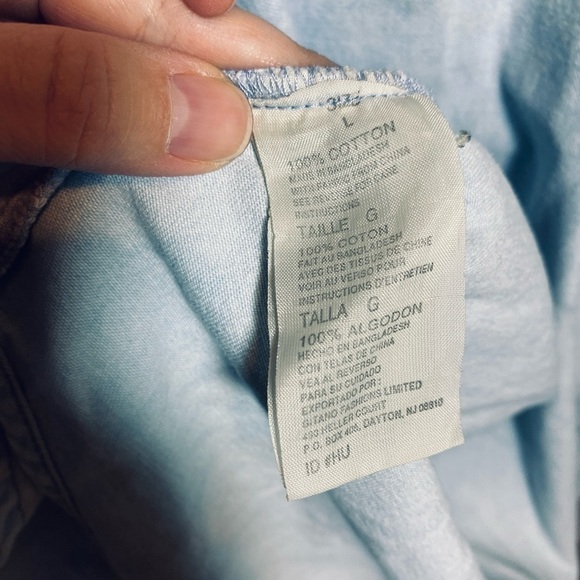 L
100% COTTON
MADE IN BANGLADESH
WITH FABRIC FROM CHINA
SEE REVERSE FOR CARE
INSTRUCTIONS
TAILLE G
100% COTON
FAIT AU BANGLADESH
AVEC DES TISSUS DE CHINE
VOIR AU VERSO POUR
INSTRUCTIONS D'ENTRETIEN
TALLA G
100% ALGODON
HECHO EN BANGLADESH
CON TELAS DE CHINA
VEA AL REVERSO
PARA SU CUIDADO
EXPORTADO POR:
GITANO FASHIONS LIMITED
490 HELLER COURT
P.O. BOX 405, DAYTON, NJ 08810
ID #HU